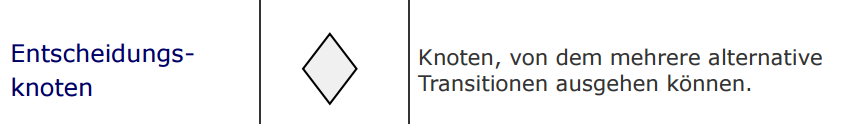 Entscheidungs-
knoten
Knoten, von dem mehrere alternative
Transitionen ausgehen können.